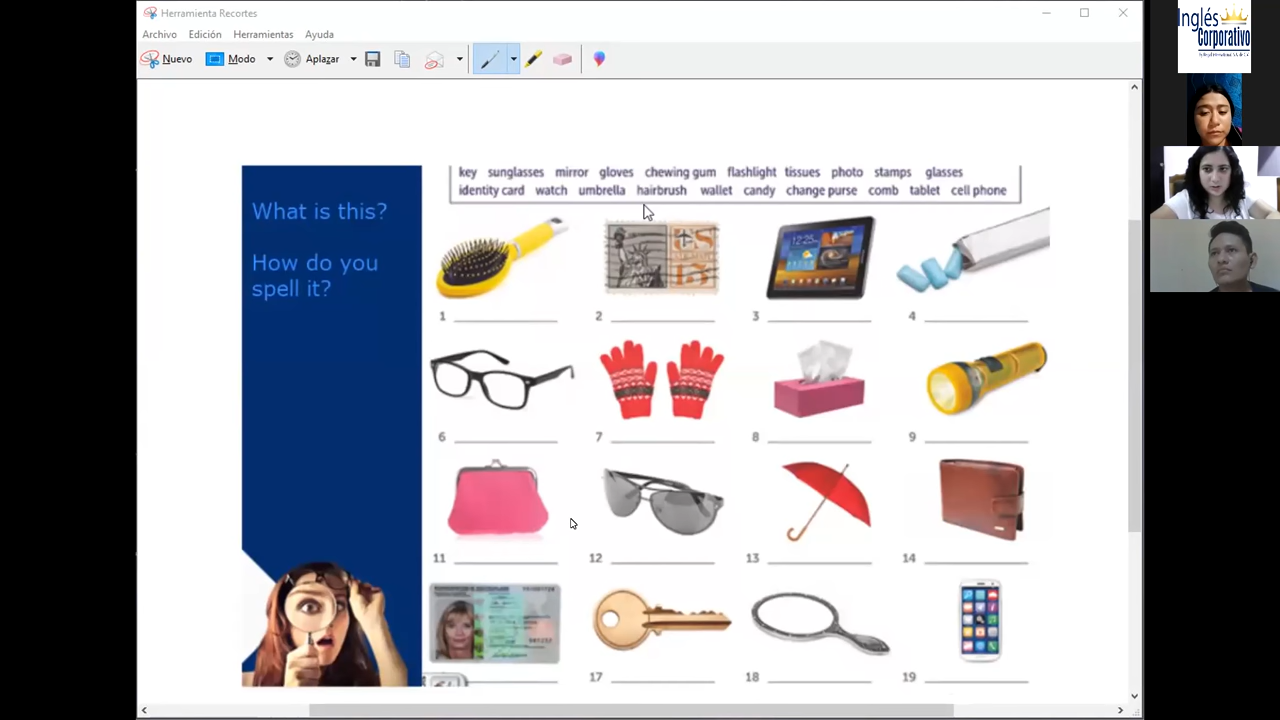 Herramienta Recortes
Archivo Edición Herramientas Ayuda
Nuevo Modo Aplazar
Inglés
Corporativo
key sunglasses mirror gloves chewing gum flashlight tissues photo stamps glasses
identity card watch umbrella hairbrush wallet candy change purse comb tablet cell phone
What is this?
How do you
spell it?
1 2 3 4
6 7 8 9
11 12 13 14
17 18 19